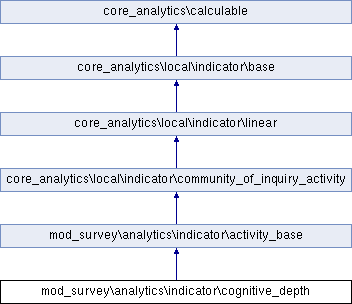 core_analytics\calculable
core_analytics\local\indicator\base
core_analytics\local\indicator\linear
core_analytics\local\indicator\community_of_inquiry_activity
mod_survey\analytics\indicator\activity_base
mod_survey\analytics\indicator\cognitive_depth